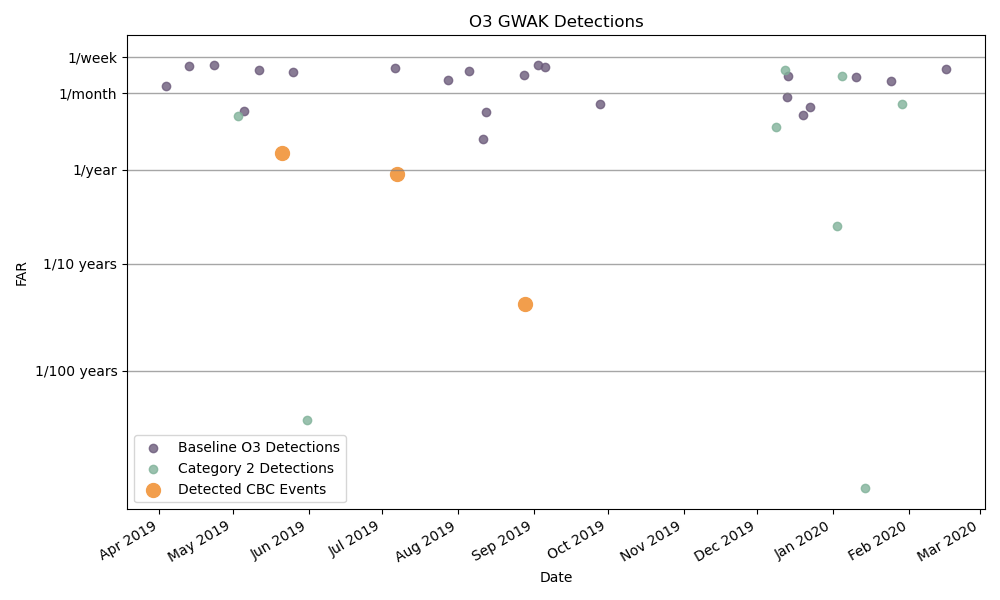 O3 GWAK Detections
1/week
1/month
1/year
1/10 years
1/100 years
FAR
Baseline O3 Detections
Category 2 Detections
Detected CBC Events
Apr 2019
May 2019
Jun 2019
Jul 2019
Aug 2019
Sep 2019
Oct 2019
Nov 2019
Dec 2019
Jan 2020
Feb 2020
Mar 2020
Date